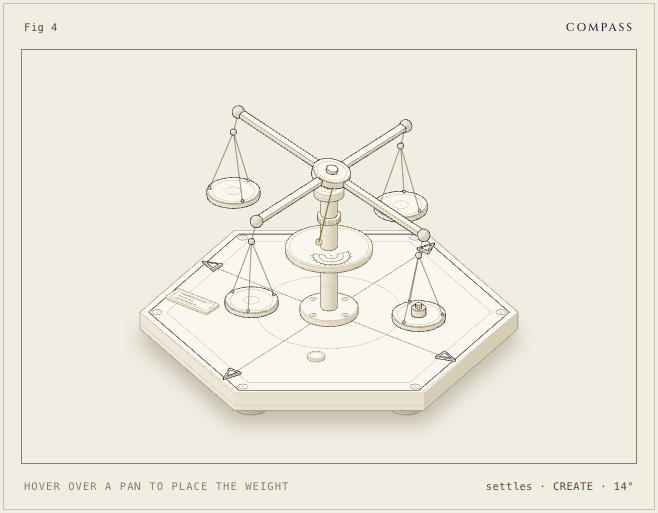 Fig 4
COMPASS
HOVER OVER A PAN TO PLACE THE WEIGHT
settles · CREATE · 14°